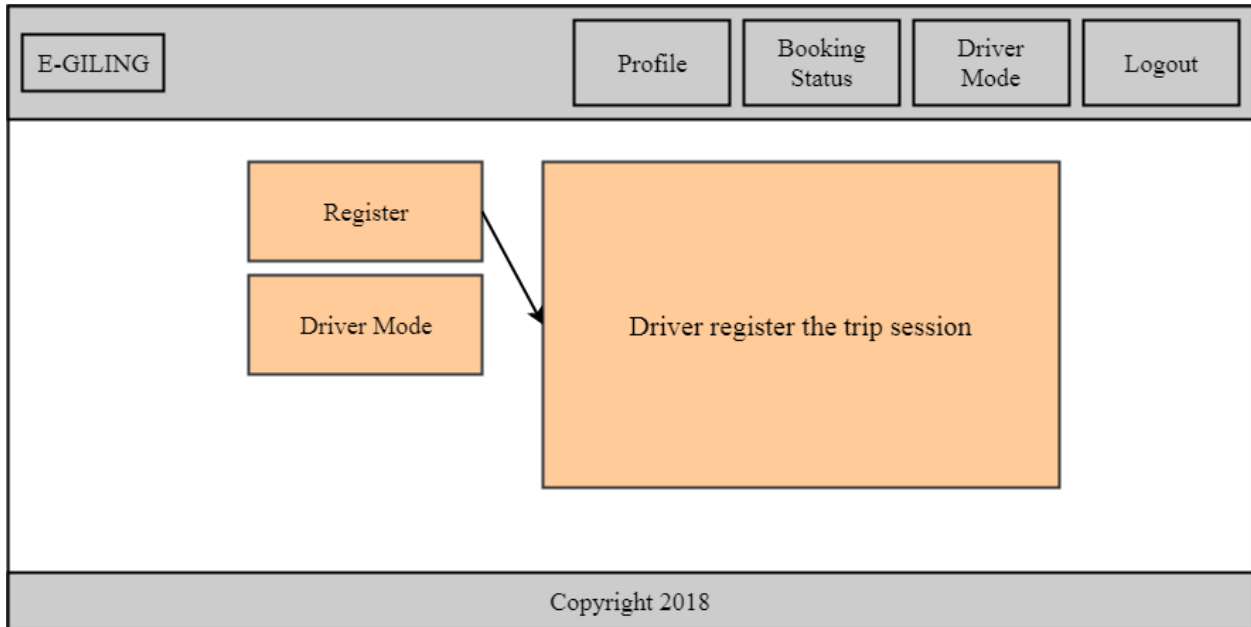 E-GILING
Profile
Booking
Status
Driver
Mode
Logout
Register
Driver Mode
Driver register the trip session
Copyright 2018